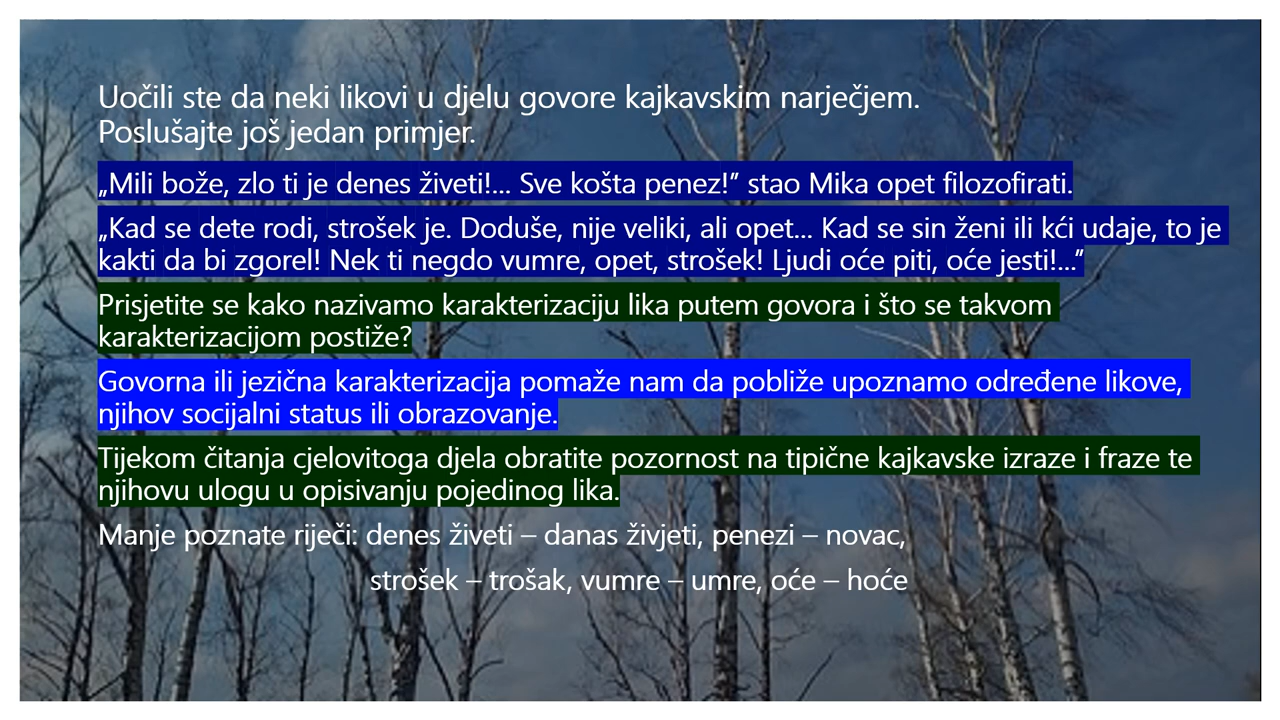 Uočili ste da neki likovi u djelu govore kajkavskim narječjem.
Poslušajte još jedan primjer.
„Mili bože, zlo ti je denes živeti!... Sve košta penez!” stao Mika opet filozofirati.
„Kad se dete rodi, strošek je. Doduše, nije veliki, ali opet... Kad se sin ženi ili kći udaje, to je
kakti da bi zgorel! Nek ti negdo vumre, opet, strošek! Ljudi oće piti, oće jesti!...”
Prisjetite se kako nazivamo karakterizaciju lika putem govora i što se takvom
karakterizacijom postiže?
Govorna ili jezična karakterizacija pomaže nam da pobliže upoznamo određene likove,
njihov socijalni status ili obrazovanje.
Tijekom čitanja cjelovitoga djela obratite pozornost na tipične kajkavske izraze i fraze te
njihovu ulogu u opisivanju pojedinog lika.
Manje poznate riječi: denes živeti – danas živjeti, penezi – novac,
strošek – trošak, vumre – umre, oće – hoće